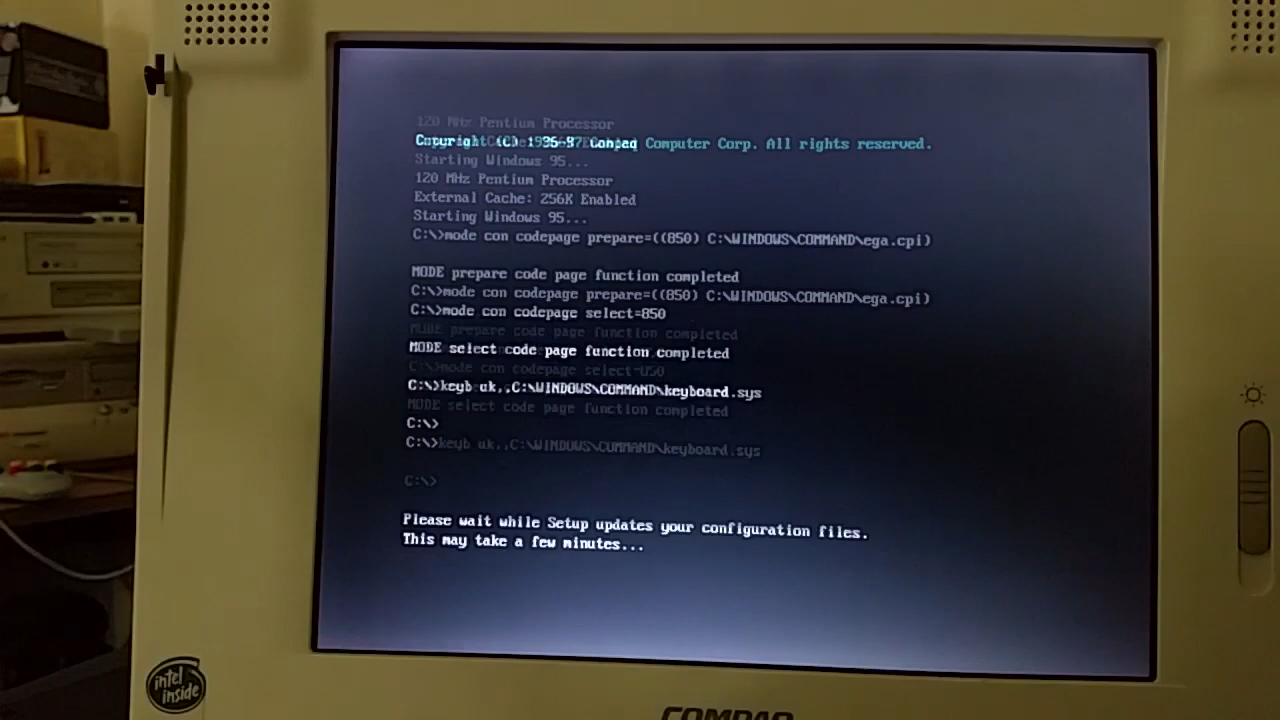 120 MHz Pentium Processor
Copyright (C) 1996-97 Compaq Computer Corp. All rights reserved.
Starting Windows 95...
120 MHz Pentium Processor
External Cache: 256K Enabled
Starting Windows 95...
C:\>mode con codepage prepare=((850) C:\WINDOWS\COMMAND\ega.cpi)
MODE prepare code page function completed
C:\>mode con codepage prepare=((850) C:\WINDOWS\COMMAND\ega.cpi)
C:\>mode con codepage select=850
MODE prepare code page function completed
MODE select code page function completed
C:\>mode con codepage select=850
C:\>keyb uk,,C:\WINDOWS\COMMAND\keyboard.sys
MODE select code page function completed
C:\>
C:\>keyb uk,,C:\WINDOWS\COMMAND\keyboard.sys
C:\>
Please wait while Setup updates your configuration files.
This may take a few minutes...
intel
inside
COMPAQ